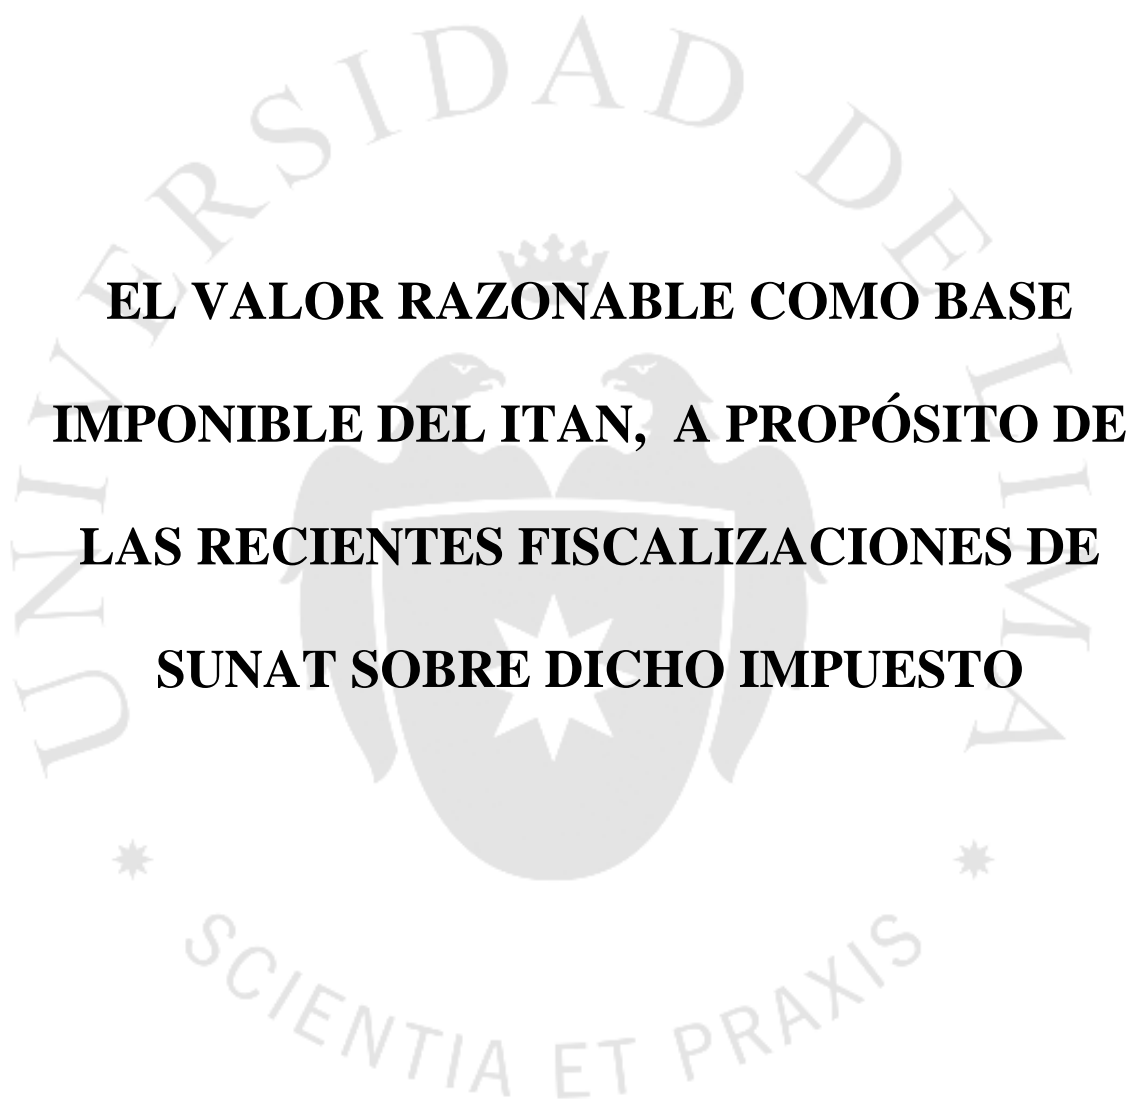 UNIVERSIDAD DE LIMA
EL VALOR RAZONABLE COMO BASE
IMPONIBLE DEL ITAN, A PROPÓSITO DE
LAS RECIENTES FISCALIZACIONES DE
SUNAT SOBRE DICHO IMPUESTO
SCIENTIA ET PRAXIS